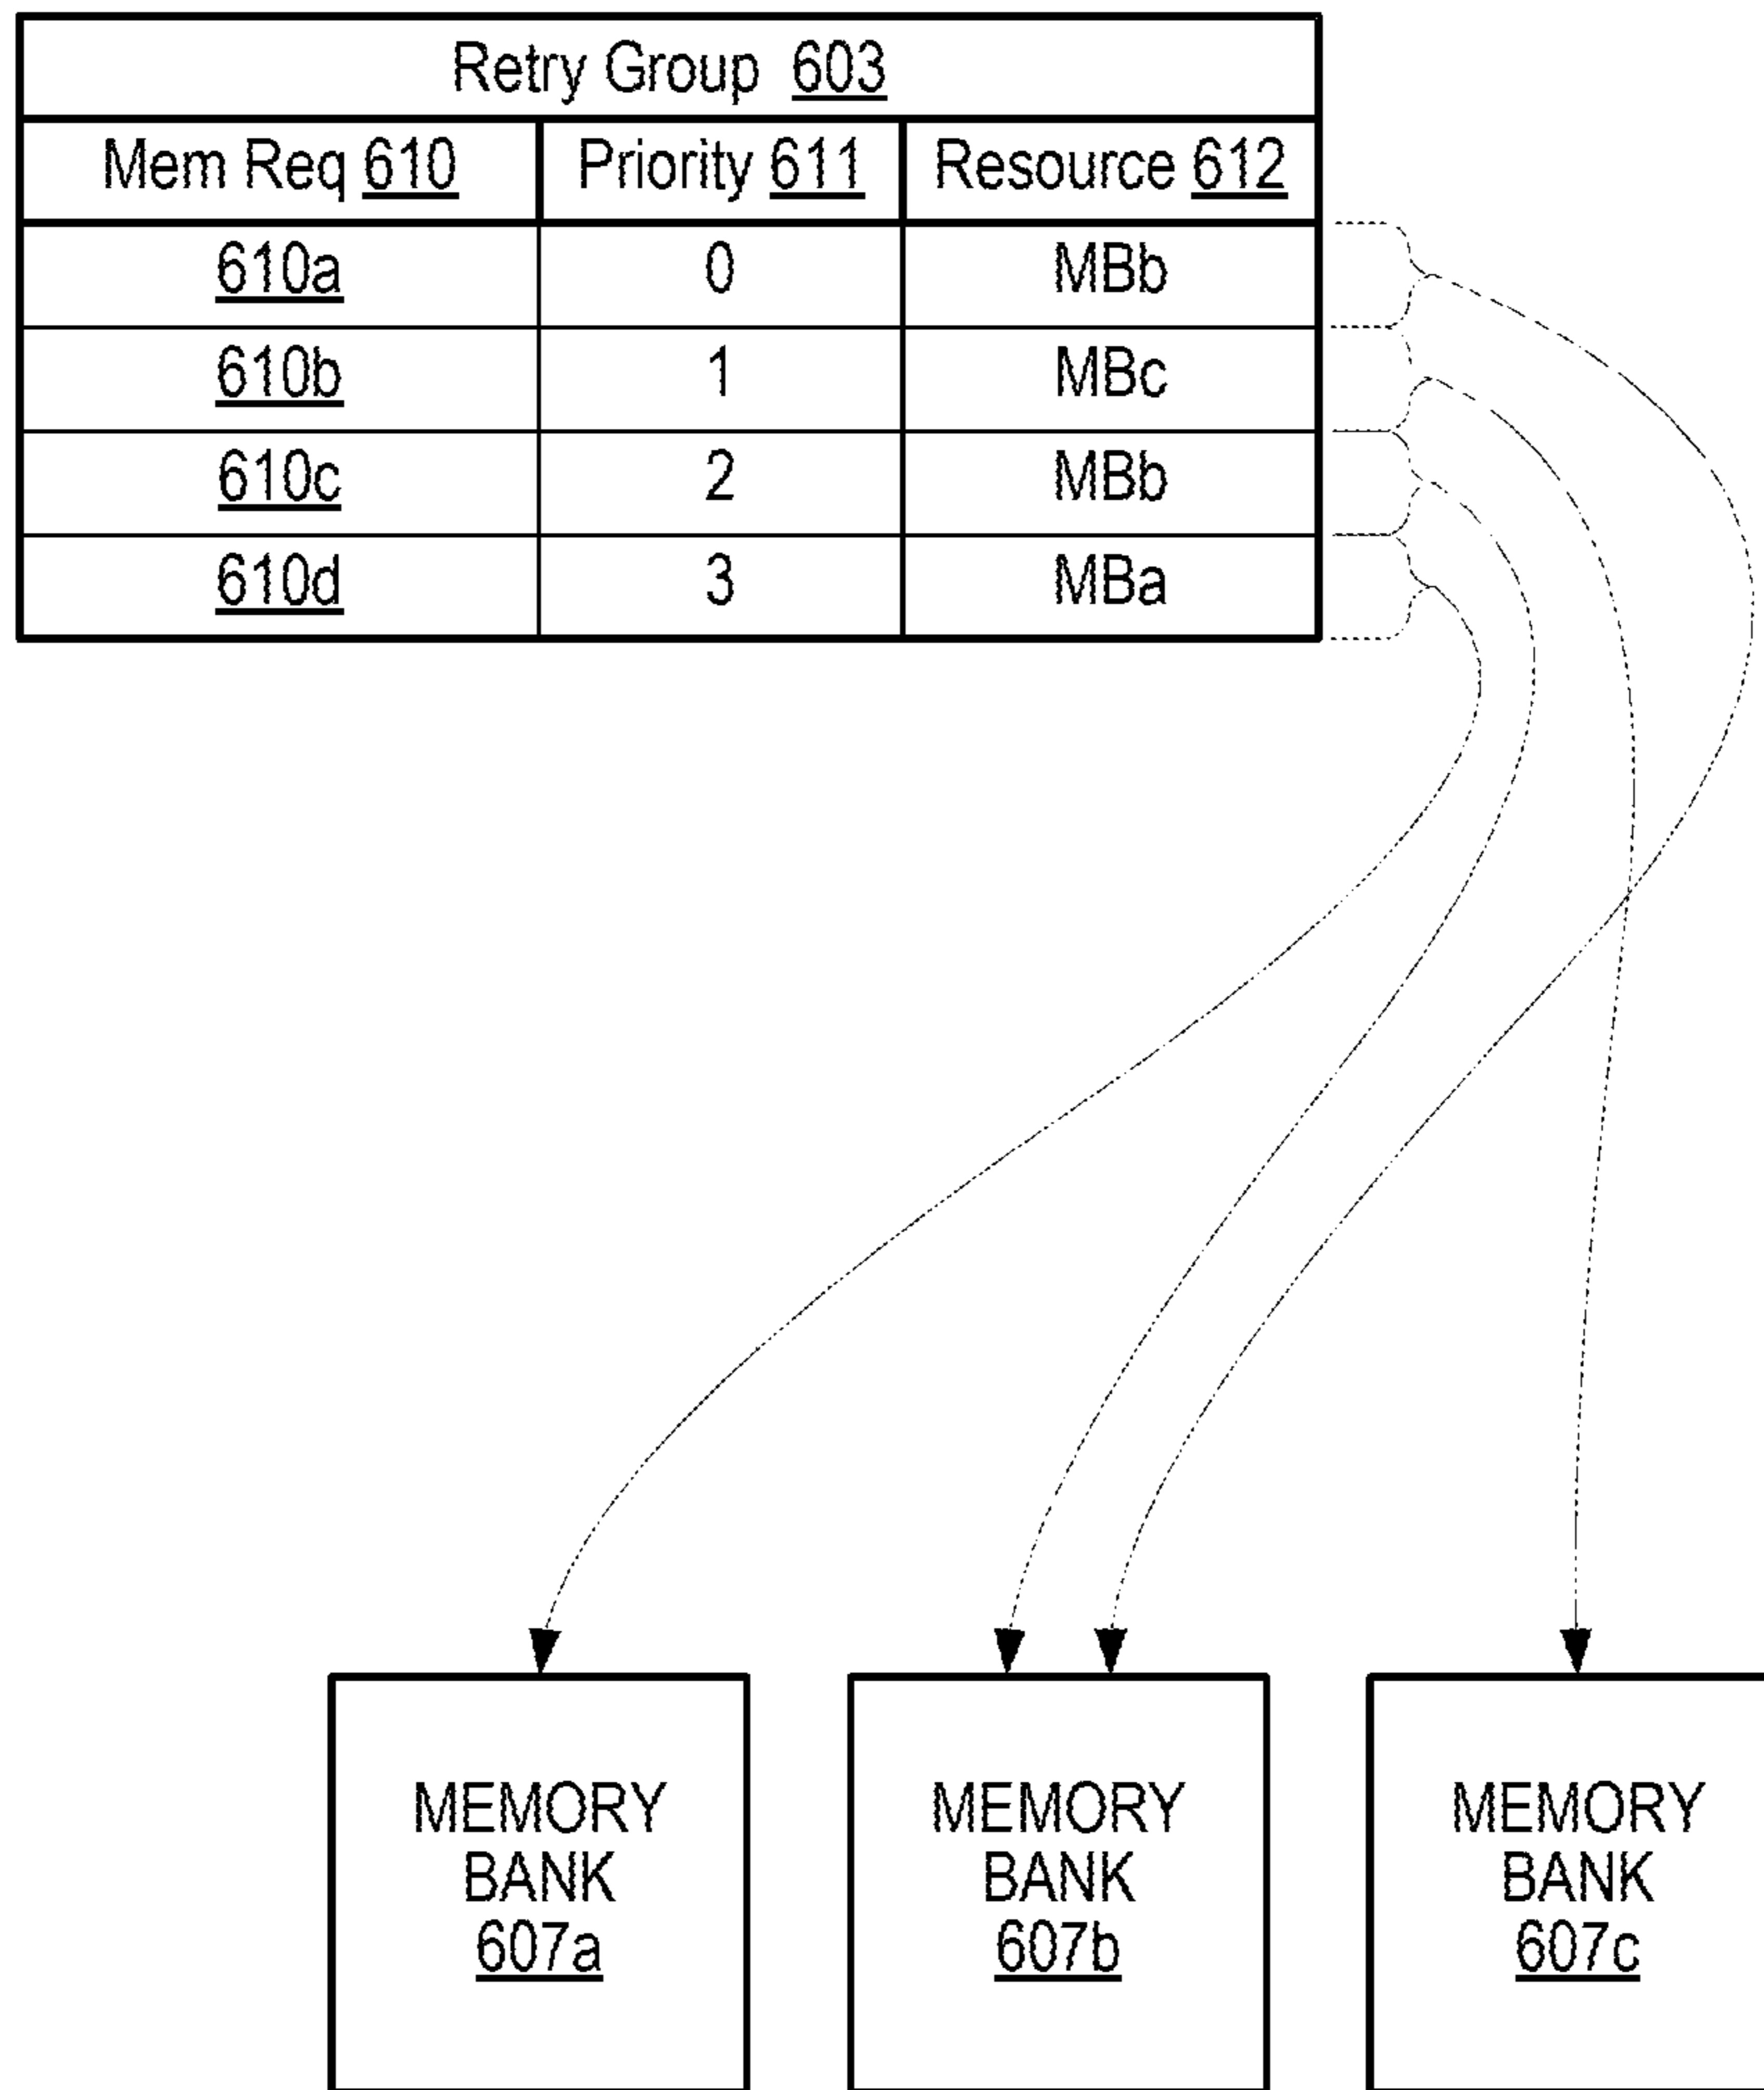 Retry Group 603
Mem Req 610 Priority 611 Resource 612
610a 0 MBb
610b 1 MBc
610c 2 MBb
610d 3 MBa
MEMORY BANK 607a
MEMORY BANK 607b
MEMORY BANK 607c